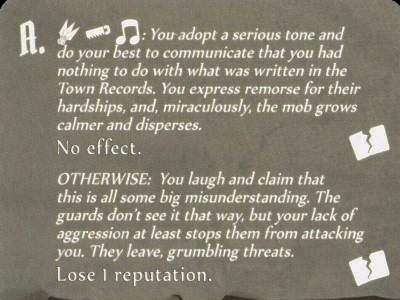 A. : You adopt a serious tone and
do your best to communicate that you had
nothing to do with what was written in the
Town Records. You express remorse for their
hardships, and, miraculously, the mob grows
calmer and disperses.
No effect.
OTHERWISE: You laugh and claim that
this is all some big misunderstanding. The
guards don't see it that way, but your lack of
aggression at least stops them from attacking
you. They leave, grumbling threats.
Lose 1 reputation.